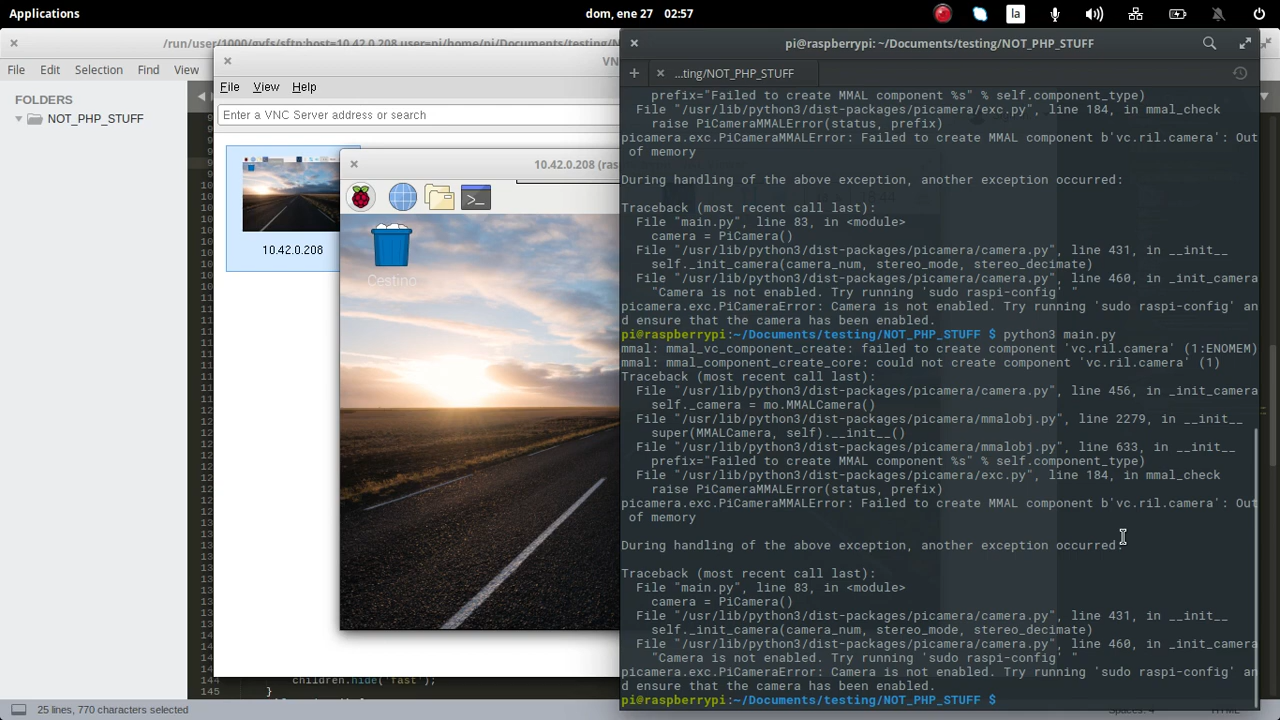 Applications
dom, ene 27
02:57
la
/run/user/1000/gvfs/sftp:host=10.42.0.208,user=pi/home/pi/Documents/testing/N
File Edit Selection Find View
FOLDERS
NOT_PHP_STUFF
VN
File View Help
Enter a VNC Server address or search
10.42.0.208
10.42.0.208 (ras
Cestino
children.hide('fast');
144
145
}
25 lines, 770 characters selected
pi@raspberrypi: ~/Documents/testing/NOT_PHP_STUFF
...ting/NOT_PHP_STUFF
prefix="Failed to create MMAL component %s" % self.component_type)
File "/usr/lib/python3/dist-packages/picamera/exc.py", line 184, in mmal_check
raise PiCameraMMALError(status, prefix)
picamera.exc.PiCameraMMALError: Failed to create MMAL component b'vc.ril.camera': Out
of memory
During handling of the above exception, another exception occurred:
Traceback (most recent call last):
File "main.py", line 83, in <module>
camera = PiCamera()
File "/usr/lib/python3/dist-packages/picamera/camera.py", line 431, in __init__
self._init_camera(camera_num, stereo_mode, stereo_decimate)
File "/usr/lib/python3/dist-packages/picamera/camera.py", line 460, in _init_camera
"Camera is not enabled. Try running 'sudo raspi-config' "
picamera.exc.PiCameraError: Camera is not enabled. Try running 'sudo raspi-config' an
d ensure that the camera has been enabled.
pi@raspberrypi:~/Documents/testing/NOT_PHP_STUFF $ python3 main.py
mmal: mmal_vc_component_create: failed to create component 'vc.ril.camera' (1:ENOMEM)
mmal: mmal_component_create_core: could not create component 'vc.ril.camera' (1)
Traceback (most recent call last):
File "/usr/lib/python3/dist-packages/picamera/camera.py", line 456, in _init_camera
self._camera = mo.MMALCamera()
File "/usr/lib/python3/dist-packages/picamera/mmalobj.py", line 2279, in __init__
super(MMALCamera, self).__init__()
File "/usr/lib/python3/dist-packages/picamera/mmalobj.py", line 633, in __init__
prefix="Failed to create MMAL component %s" % self.component_type)
File "/usr/lib/python3/dist-packages/picamera/exc.py", line 184, in mmal_check
raise PiCameraMMALError(status, prefix)
picamera.exc.PiCameraMMALError: Failed to create MMAL component b'vc.ril.camera': Out
of memory
During handling of the above exception, another exception occurred:
Traceback (most recent call last):
File "main.py", line 83, in <module>
camera = PiCamera()
File "/usr/lib/python3/dist-packages/picamera/camera.py", line 431, in __init__
self._init_camera(camera_num, stereo_mode, stereo_decimate)
File "/usr/lib/python3/dist-packages/picamera/camera.py", line 460, in _init_camera
"Camera is not enabled. Try running 'sudo raspi-config' "
picamera.exc.PiCameraError: Camera is not enabled. Try running 'sudo raspi-config' an
d ensure that the camera has been enabled.
pi@raspberrypi:~/Documents/testing/NOT_PHP_STUFF $